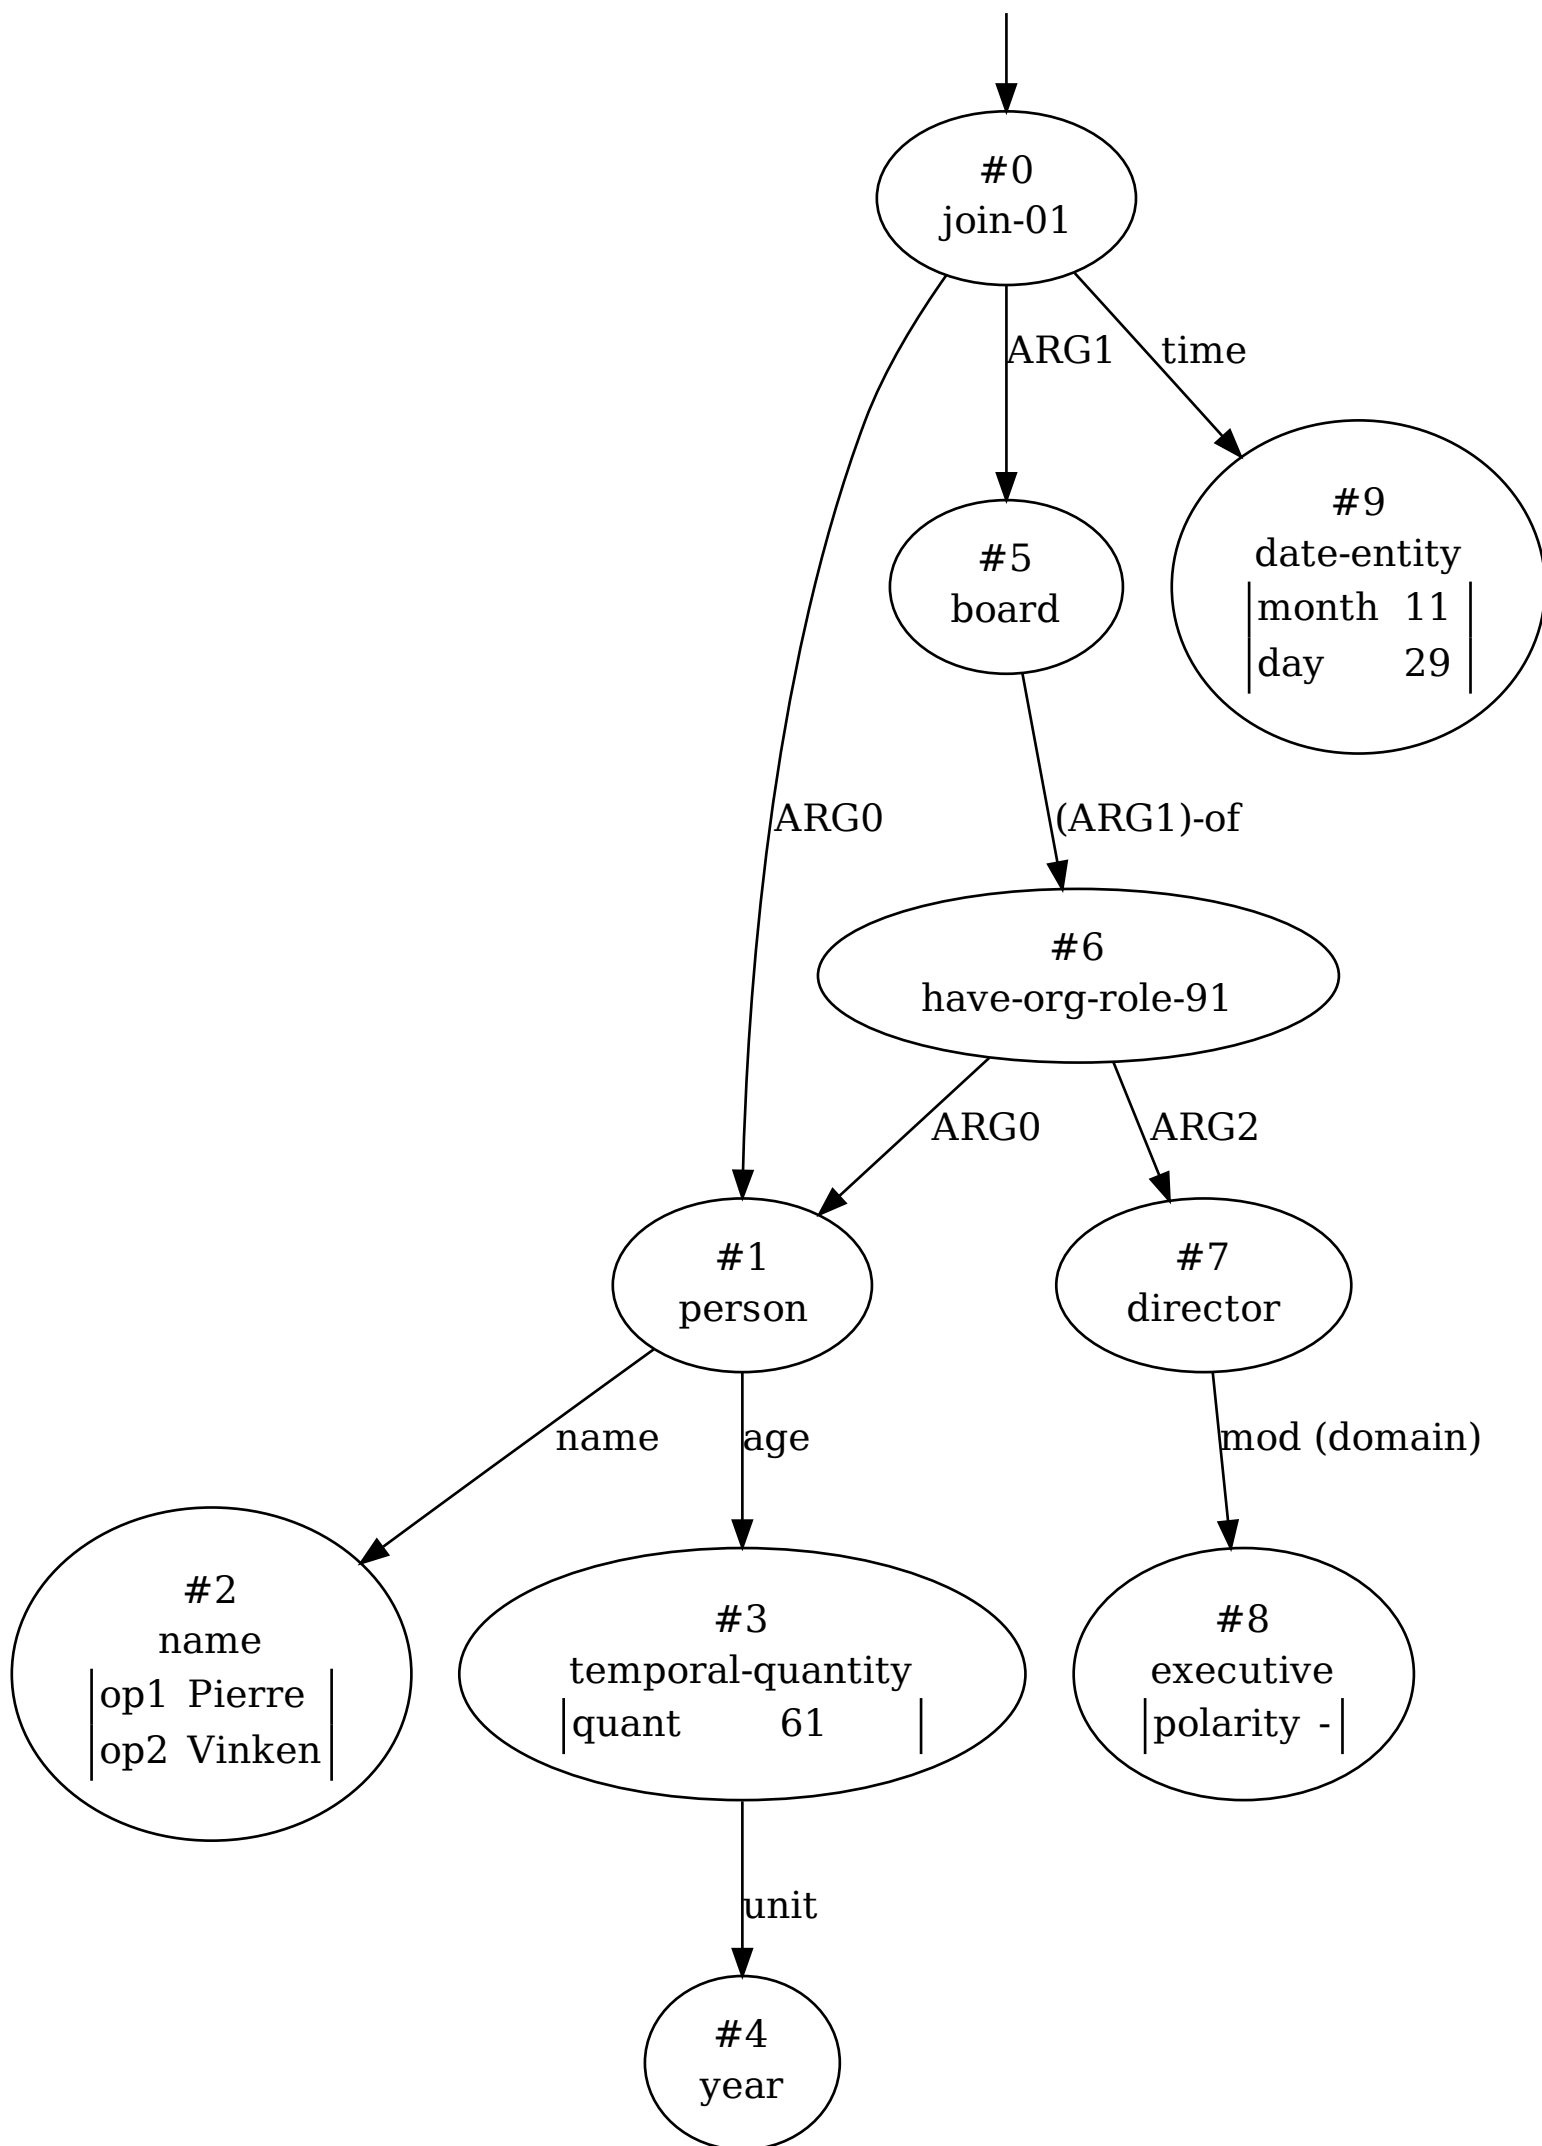 #0
join-01
ARG1
time
#9
date-entity
month 11
day 29
#5
board
ARG0
(ARG1)-of
#6
have-org-role-91
ARG0
ARG2
#1
person
#7
director
name
age
mod (domain)
#2
name
op1 Pierre
op2 Vinken
#3
temporal-quantity
quant 61
#8
executive
polarity -
unit
#4
year